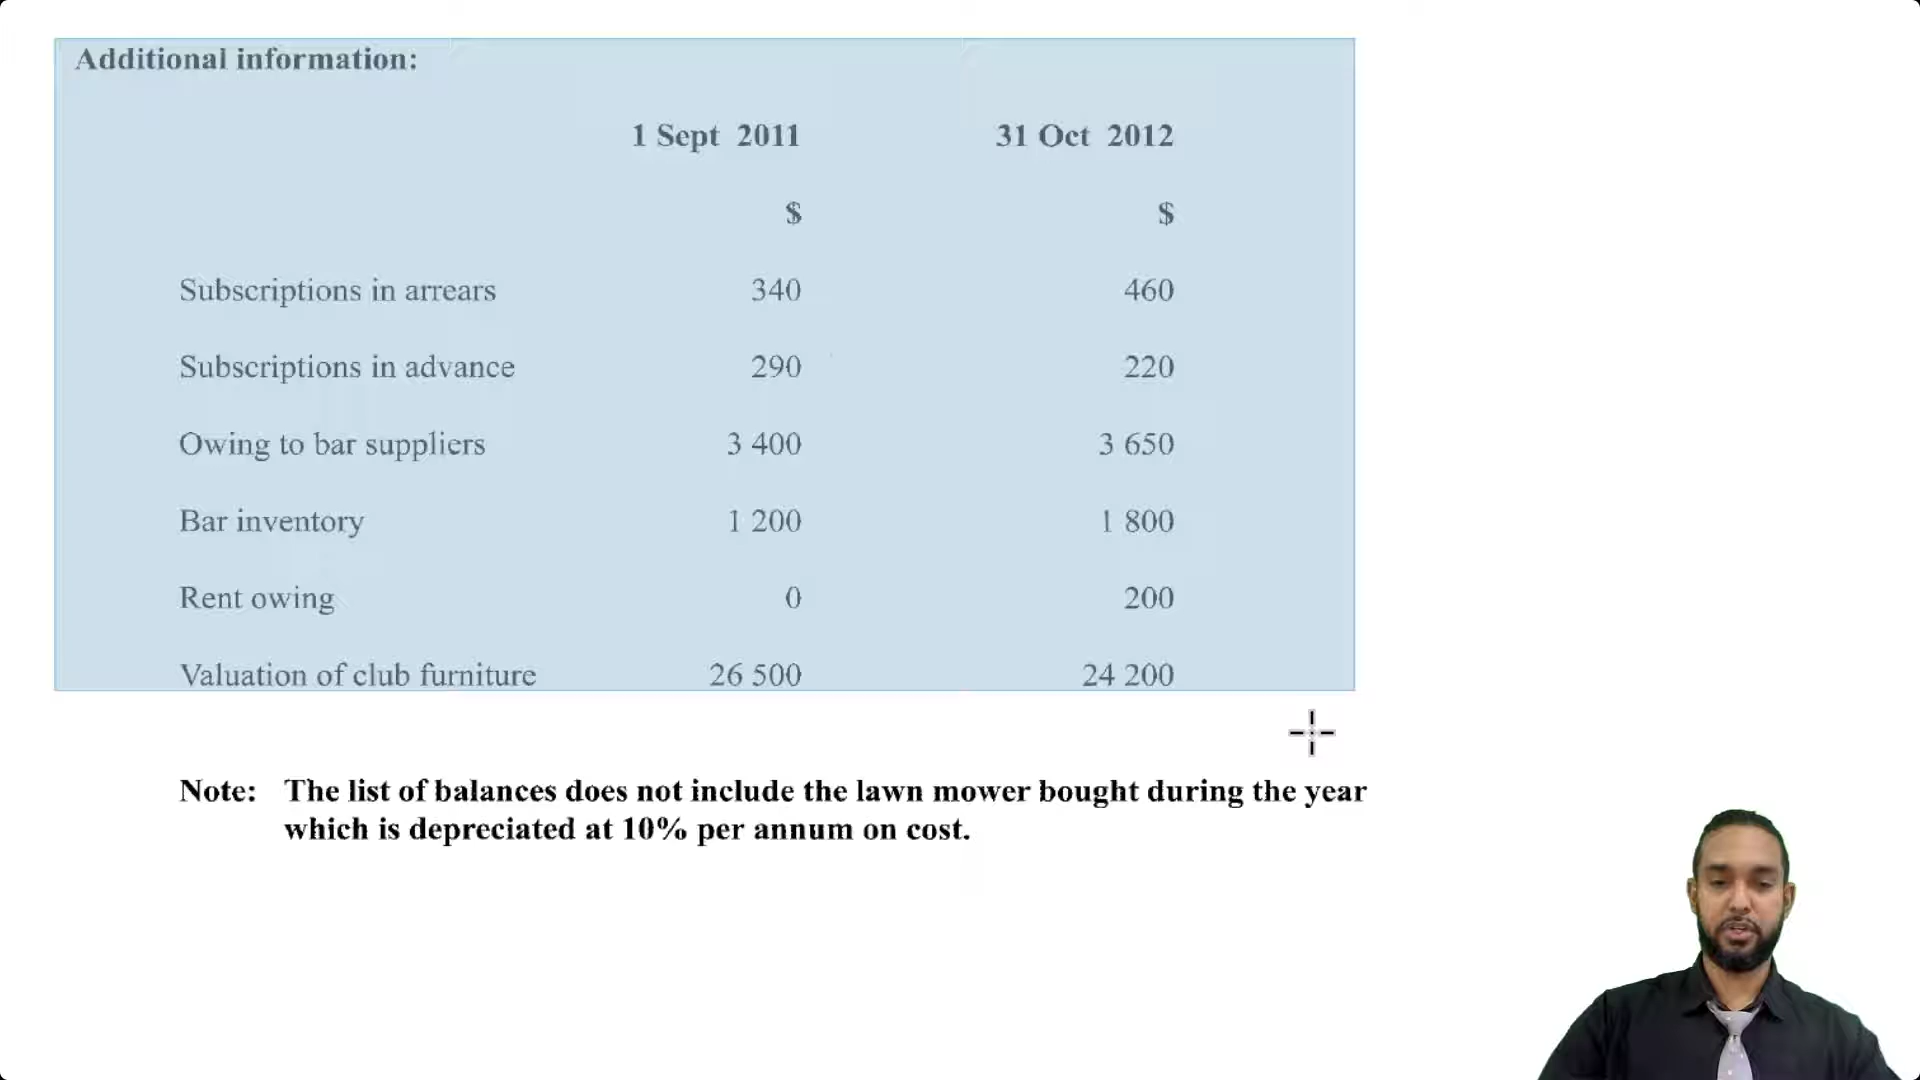 Additional information:
1 Sept 2011 31 Oct 2012
$ $
Subscriptions in arrears 340 460
Subscriptions in advance 290 220
Owing to bar suppliers 3 400 3 650
Bar inventory 1 200 1 800
Rent owing 0 200
Valuation of club furniture 26 500 24 200
Note: The list of balances does not include the lawn mower bought during the year
which is depreciated at 10% per annum on cost.